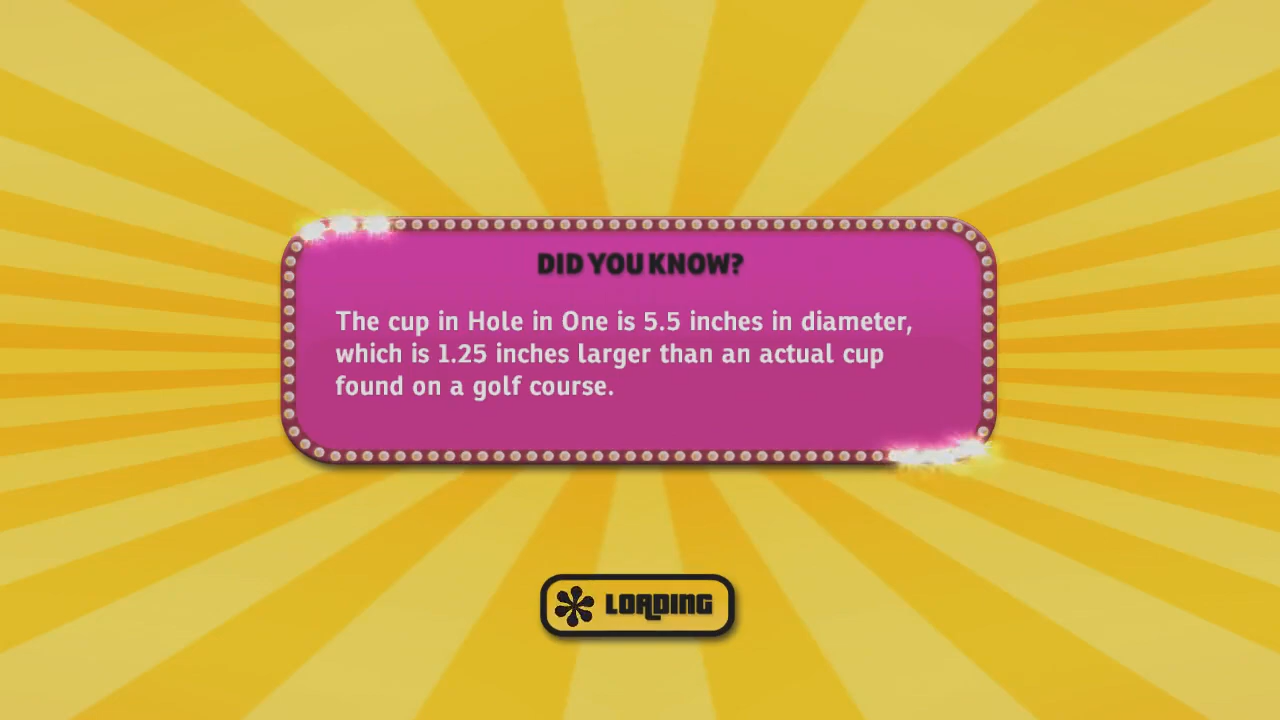 DID YOU KNOW?
The cup in Hole in One is 5.5 inches in diameter,
which is 1.25 inches larger than an actual cup
found on a golf course.
LOADING